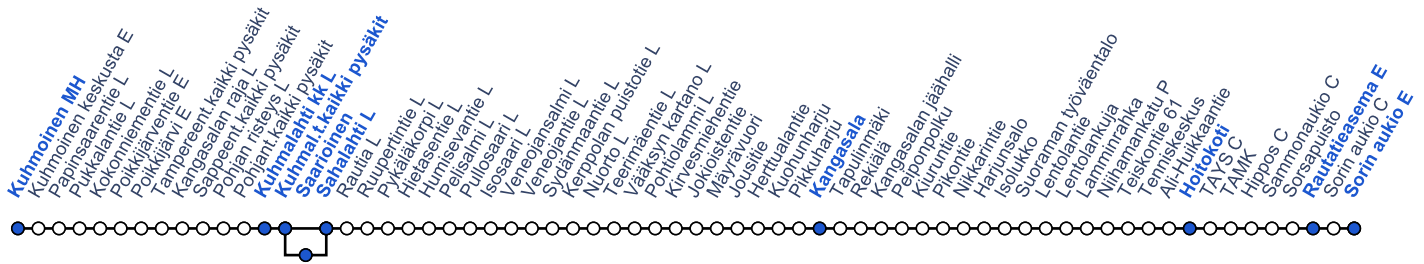 Kuhmoinen MH
Kuhmoinen keskusta E
Papinsaarentie L
Pukkalantie L
Kokonniementie L
Poikkijärventie E
Poikkijärvi E
Tampereent.kaikki pysäkit
Kangasalan raja L
Sappeent.kaikki pysäkit
Pohjan risteys L
Pohjant.kaikki pysäkit
Kuhmalahti kk L
Kuhmal.t.kaikki pysäkit
Saarioinen
Sahalahti L
Rautia L
Ruupertintie L
Pykäläkorpi L
Hietasentie L
Humisevantie L
Pelisalmi L
Puilosaari L
Isosaari L
Veneojansalmi L
Veneojantie L
Sydänmaantie L
Kerppolan puistotie L
Nuorto L
Teerimäentie L
Vääksyn kartano L
Pohtiolammi L
Kirvesmiehentie
Jokioistentie
Mäyrävuori
Jousitie
Herttualantie
Kuohunharju
Pikkuharju
Kangasala
Tapulinmäki
Rekiälä
Kangasalan jäähalli
Peiponpolku
Kiuruntie
Pikontie
Nikkarintie
Harjunsalo
Isolukko
Suoraman työväentalo
Lentolantie
Lentolankuja
Lamminrahka
Niihamankatu P
Teiskontie 61
Tenniskeskus
Ali-Huikkaantie
Hoitokoti
TAYS C
TAMK
Hippos C
Sammonaukio C
Sorsapuisto
Rautatieasema E
Sorin aukio C
Sorin aukio E